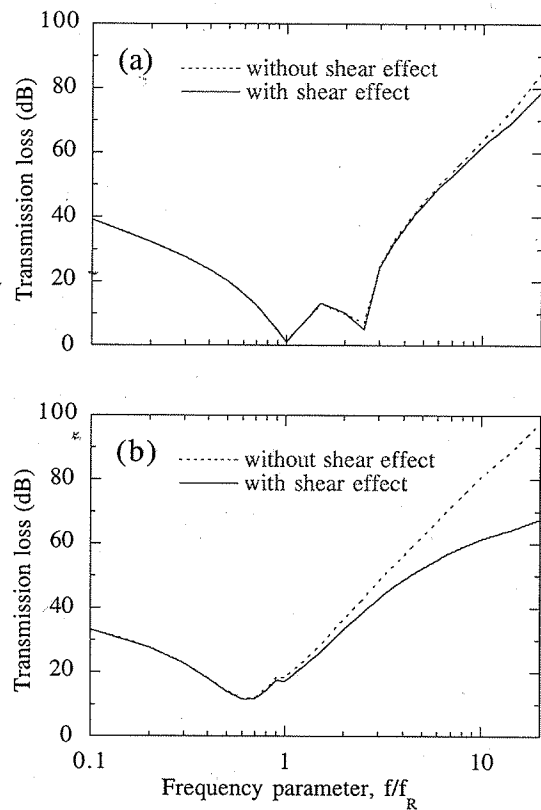 100
80
60
40
20
0
Transmission loss (dB)
(a)
without shear effect
with shear effect
100
80
60
40
20
0
Transmission loss (dB)
(b)
without shear effect
with shear effect
0.1
1
10
Frequency parameter, f/fR